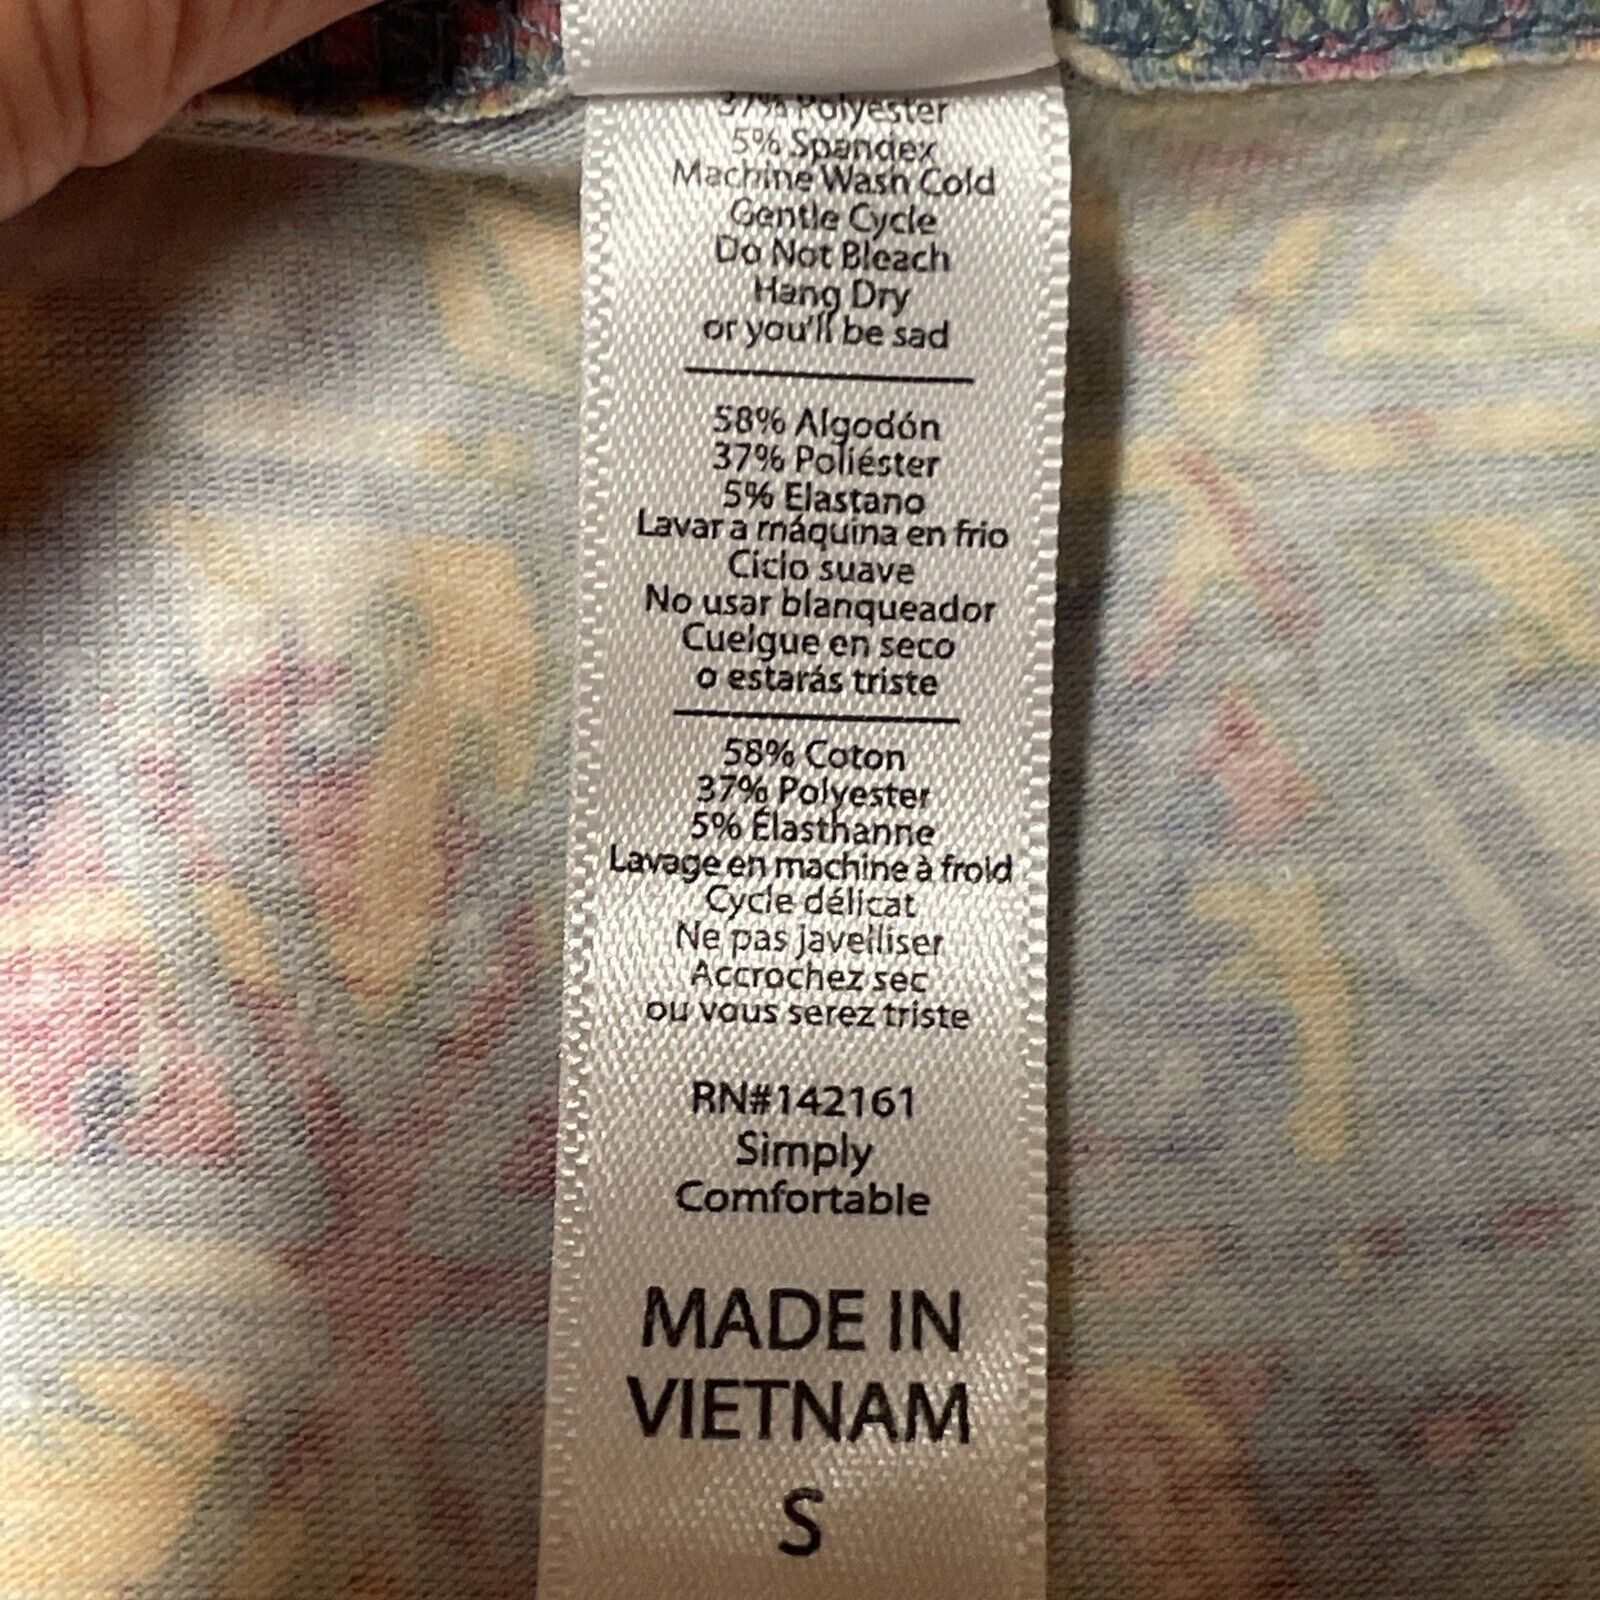 37% Polyester
5% Spandex
Machine Wash Cold
Gentle Cycle
Do Not Bleach
Hang Dry
or you'll be sad
58% Algodón
37% Poliéster
5% Elastano
Lavar a máquina en frio
Ciclo suave
No usar blanqueador
Cuelgue en seco
o estarás triste
58% Coton
37% Polyester
5% Élasthanne
Lavage en machine à froid
Cycle délicat
Ne pas javelliser
Accrochez sec
ou vous serez triste
RN#142161
Simply
Comfortable
MADE IN
VIETNAM
S